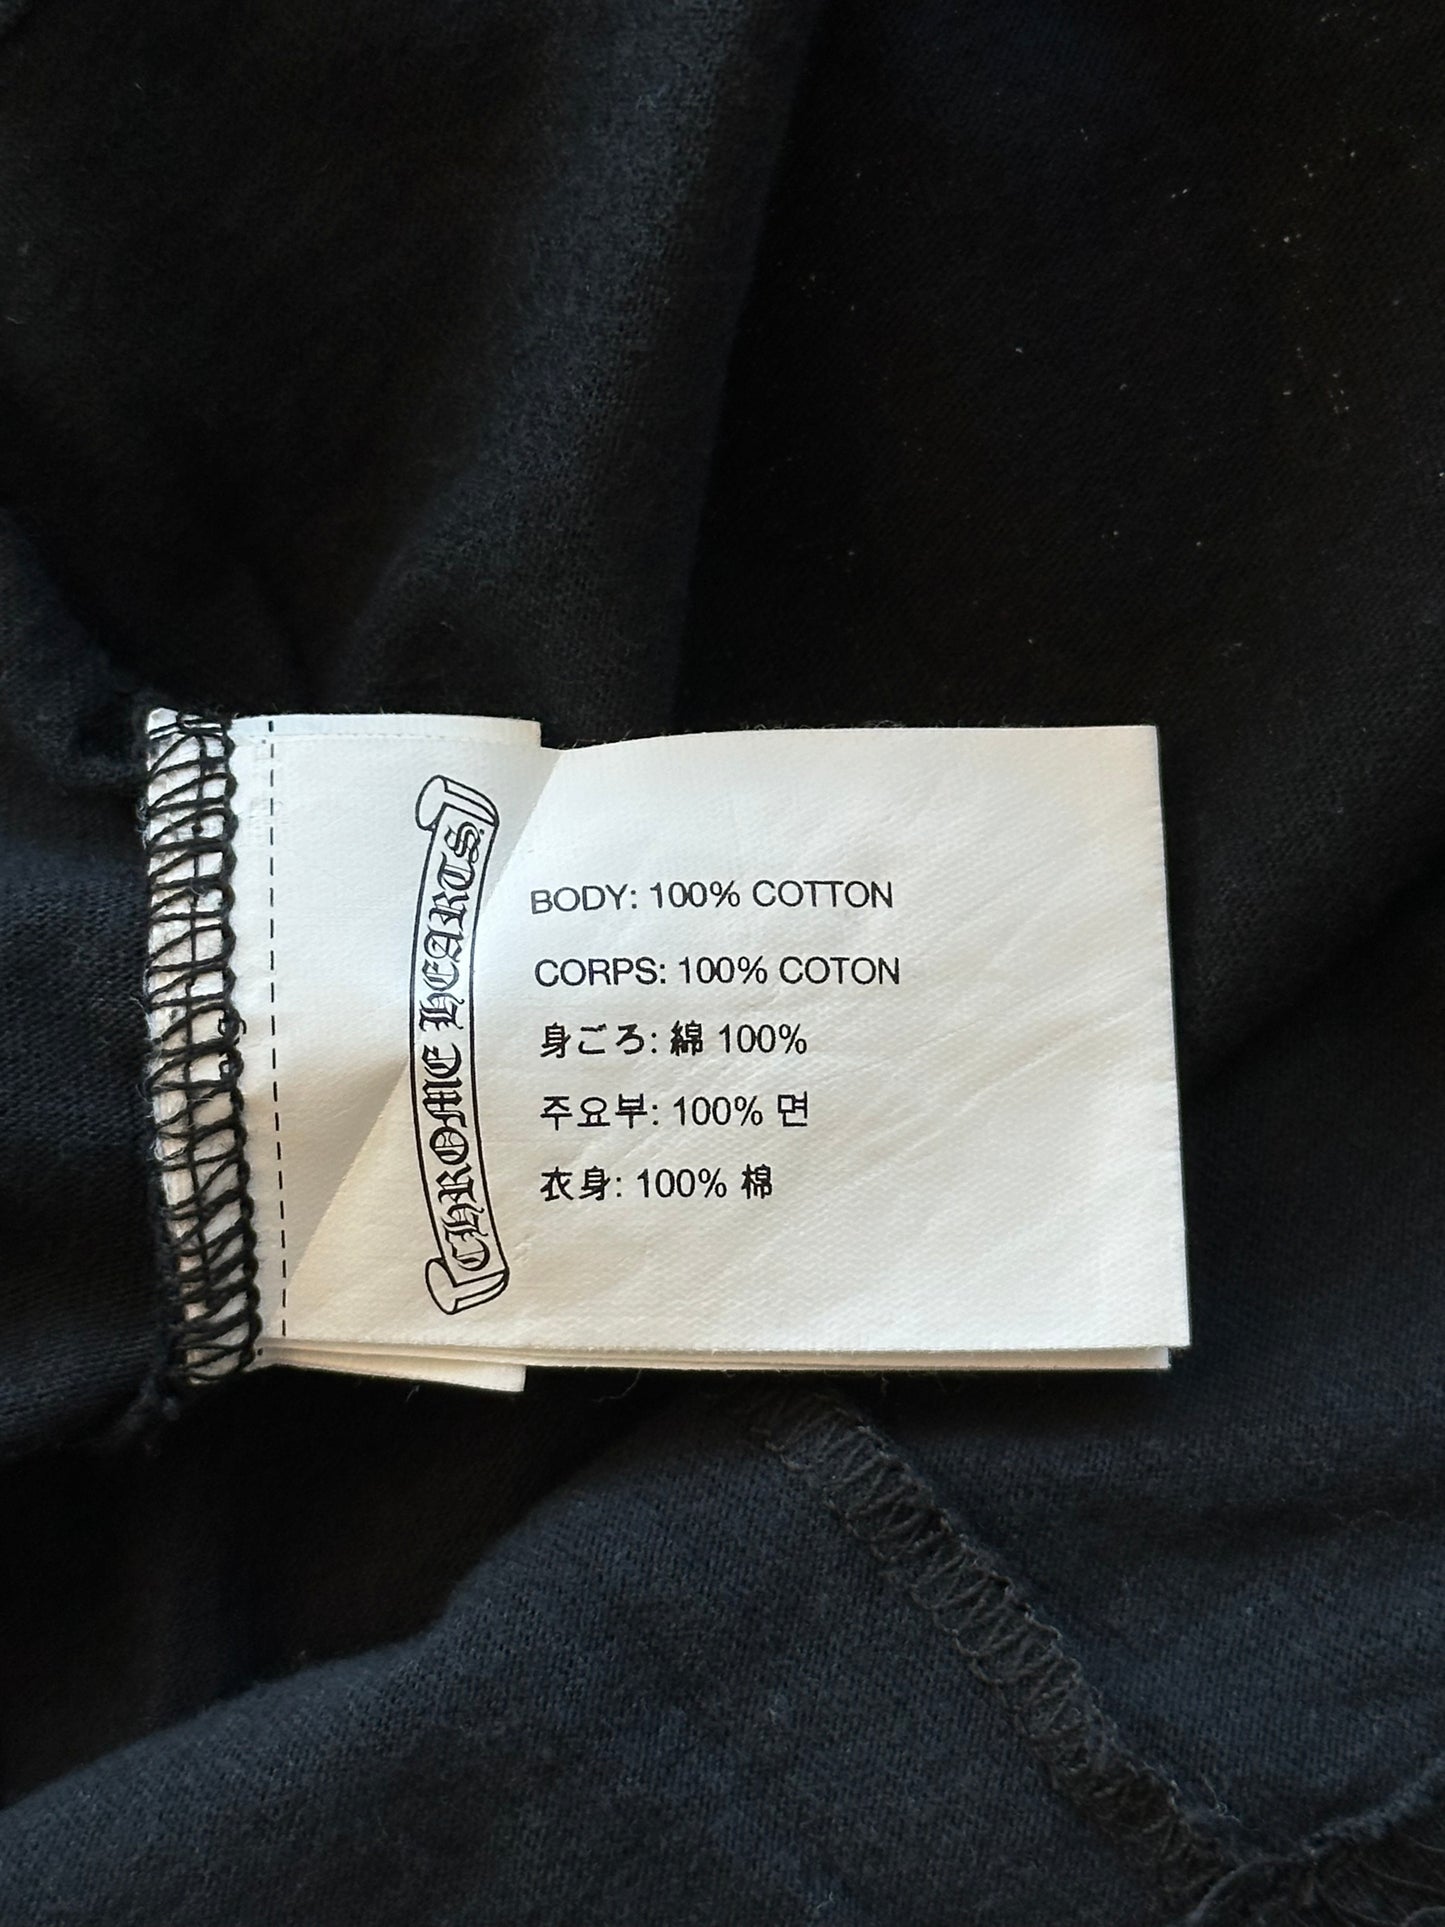 CHROME HEARTS
BODY: 100% COTTON
CORPS: 100% COTON
身ごろ: 綿 100%
주요부: 100% 면
衣身: 100% 棉